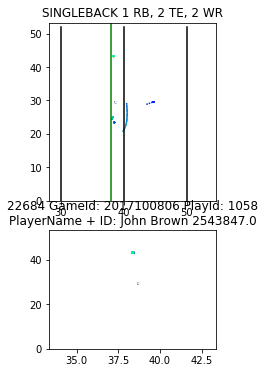 SINGLEBACK 1 RB, 2 TE, 2 WR
50
40
30
20
10
0
30 40 50
22684 GameId: 2017100806 PlayId: 1058
PlayerName + ID: John Brown 2543847.0
40
20
0
35.0 37.5 40.0 42.5